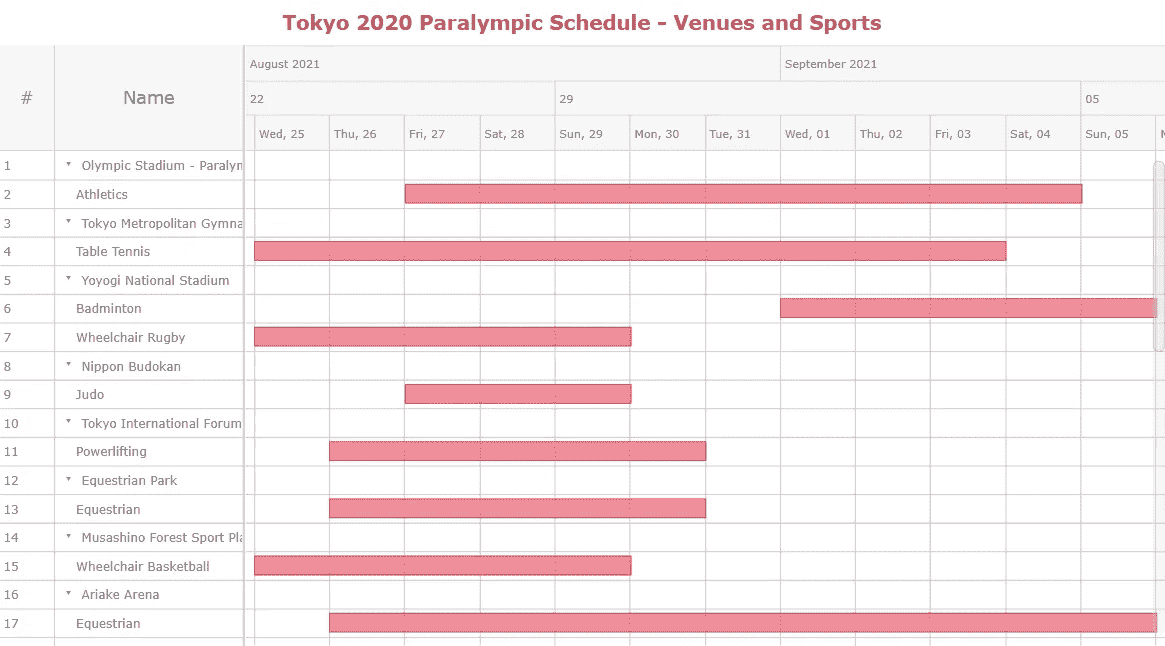 Tokyo 2020 Paralympic Schedule - Venues and Sports
# Name August 2021 September 2021
22 29 05
Wed, 25 Thu, 26 Fri, 27 Sat, 28 Sun, 29 Mon, 30 Tue, 31 Wed, 01 Thu, 02 Fri, 03 Sat, 04 Sun, 05
1 Olympic Stadium - Paralyn
2 Athletics
3 Tokyo Metropolitan Gymna
4 Table Tennis
5 Yoyogi National Stadium
6 Badminton
7 Wheelchair Rugby
8 Nippon Budokan
9 Judo
10 Tokyo International Forum
11 Powerlifting
12 Equestrian Park
13 Equestrian
14 Musashino Forest Sport Pla
15 Wheelchair Basketball
16 Ariake Arena
17 Equestrian